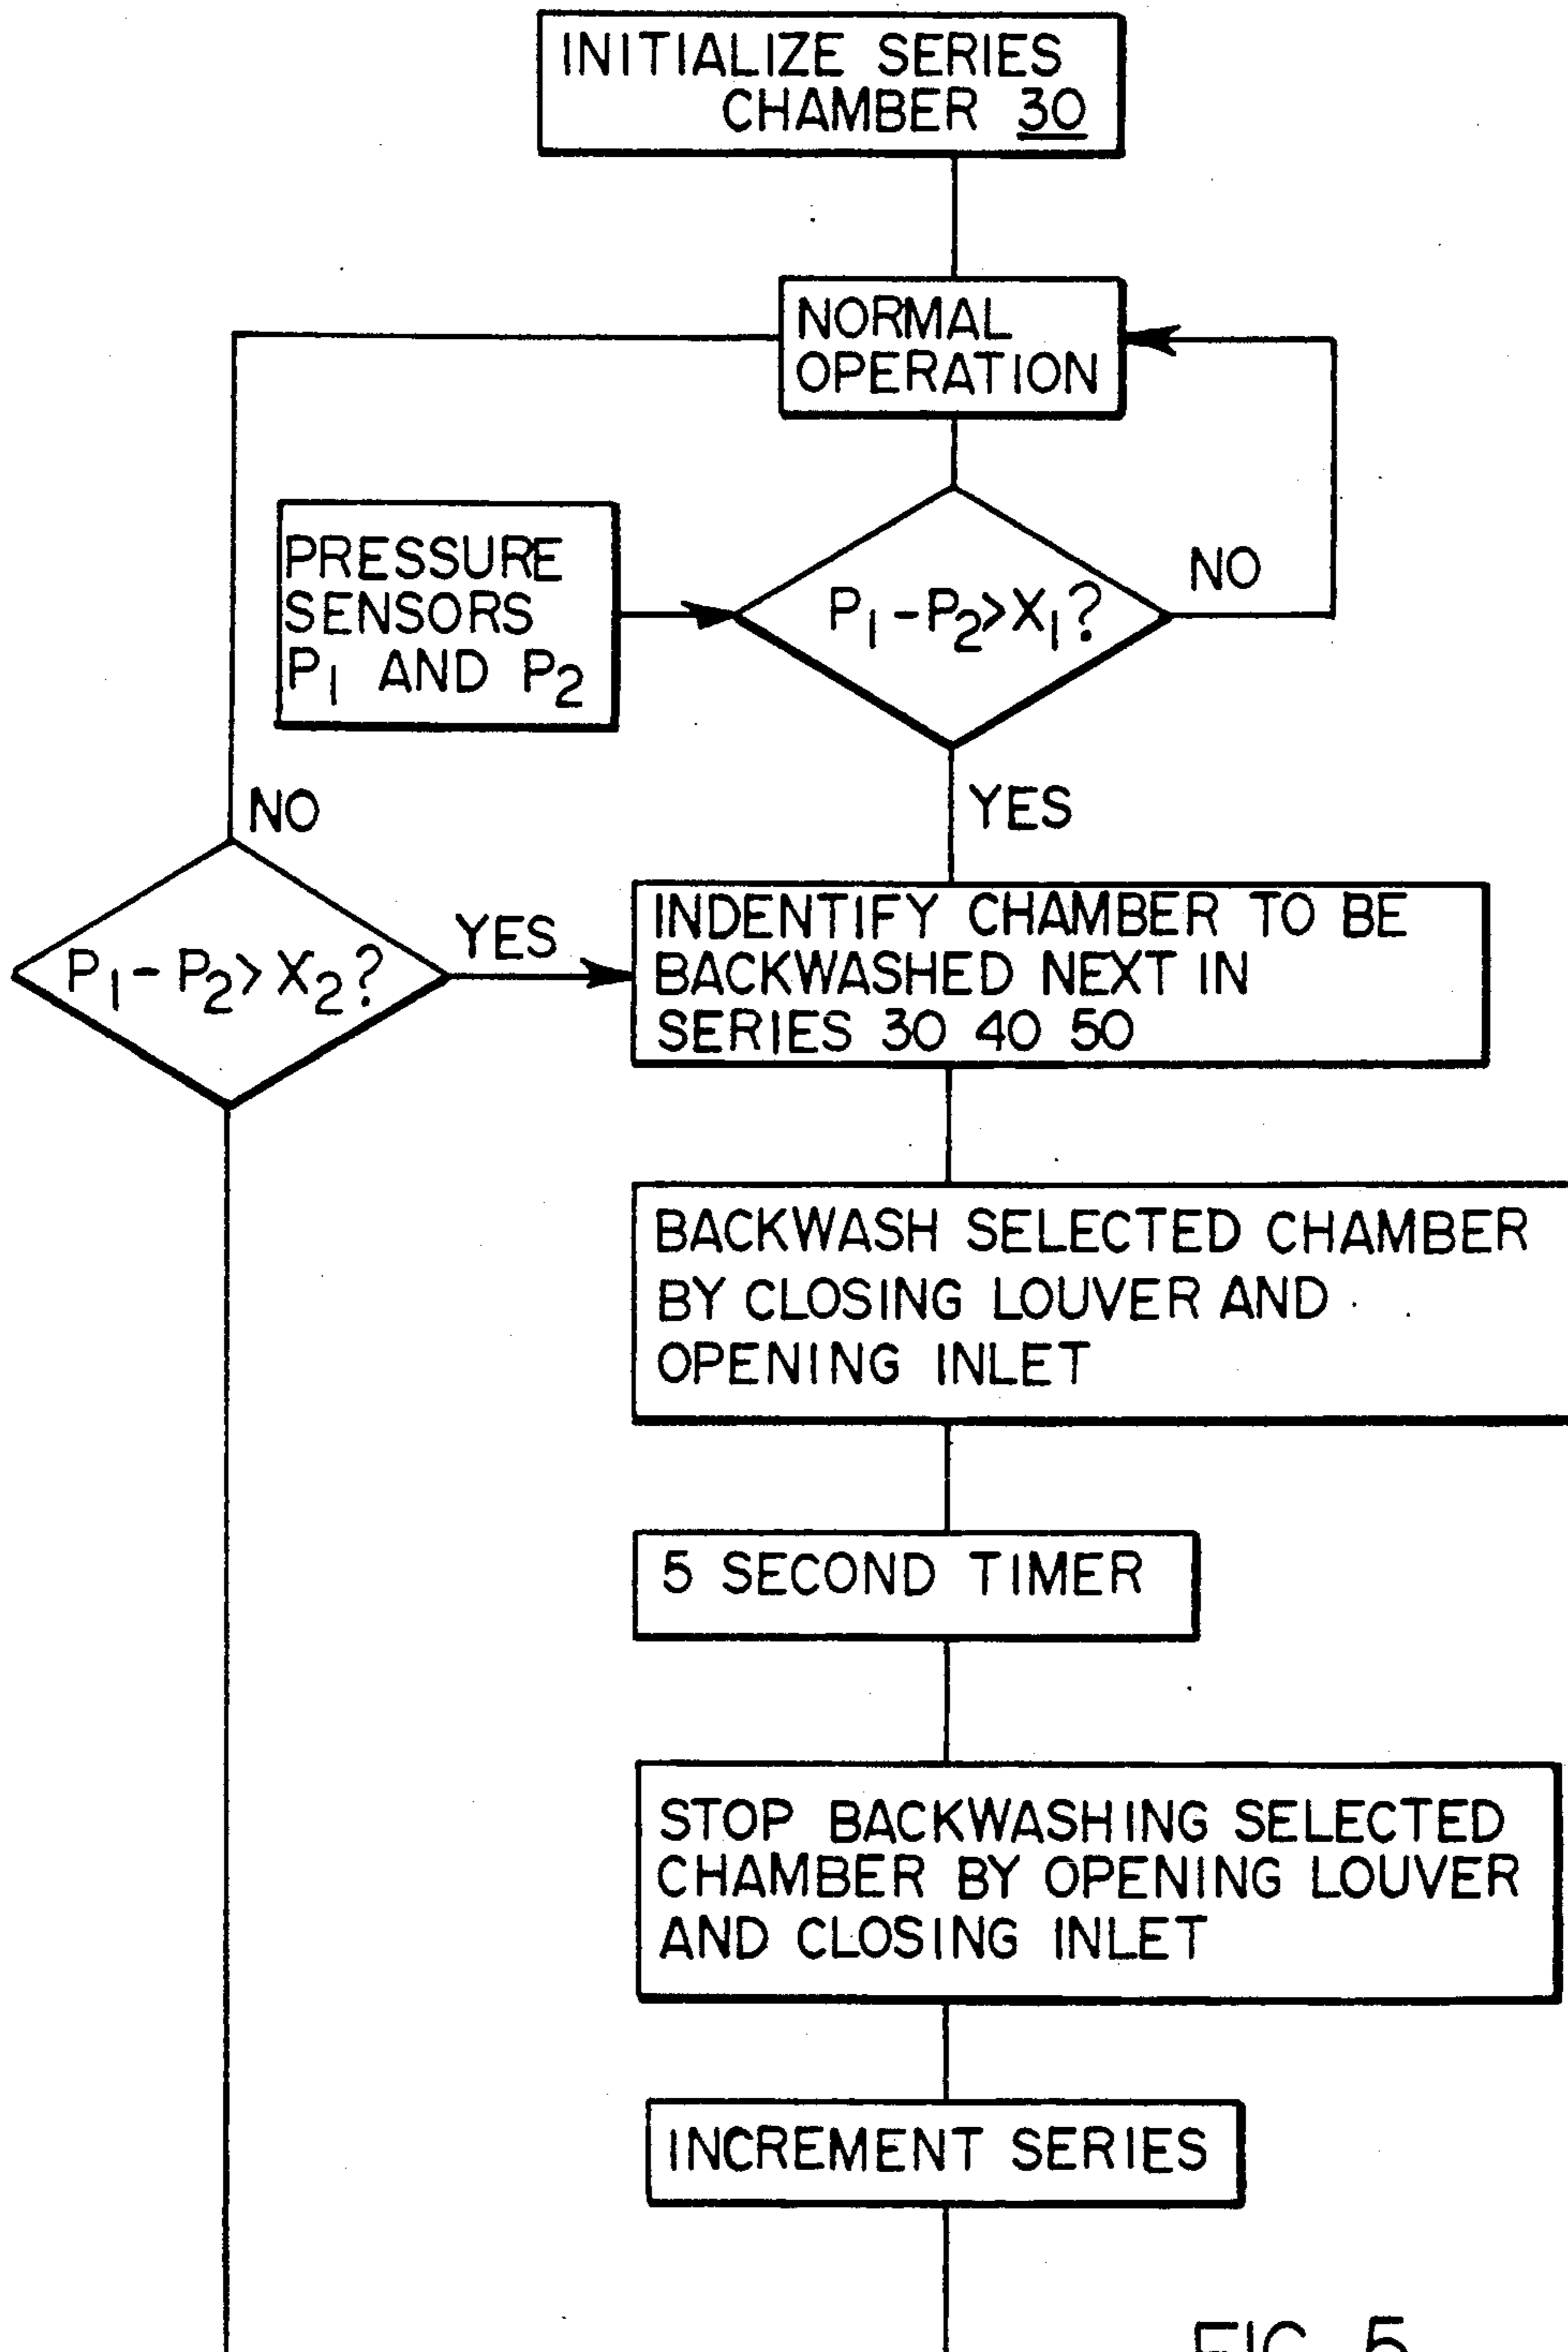 INITIALIZE SERIES
CHAMBER 30
NORMAL
OPERATION
PRESSURE
SENSORS
P1 AND P2
P1-P2>X1?
NO
YES
NO
P1-P2>X2?
YES
INDENTIFY CHAMBER TO BE
BACKWASHED NEXT IN
SERIES 30 40 50
BACKWASH SELECTED CHAMBER
BY CLOSING LOUVER AND
OPENING INLET
5 SECOND TIMER
STOP BACKWASHING SELECTED
CHAMBER BY OPENING LOUVER
AND CLOSING INLET
INCREMENT SERIES
FIG. 5